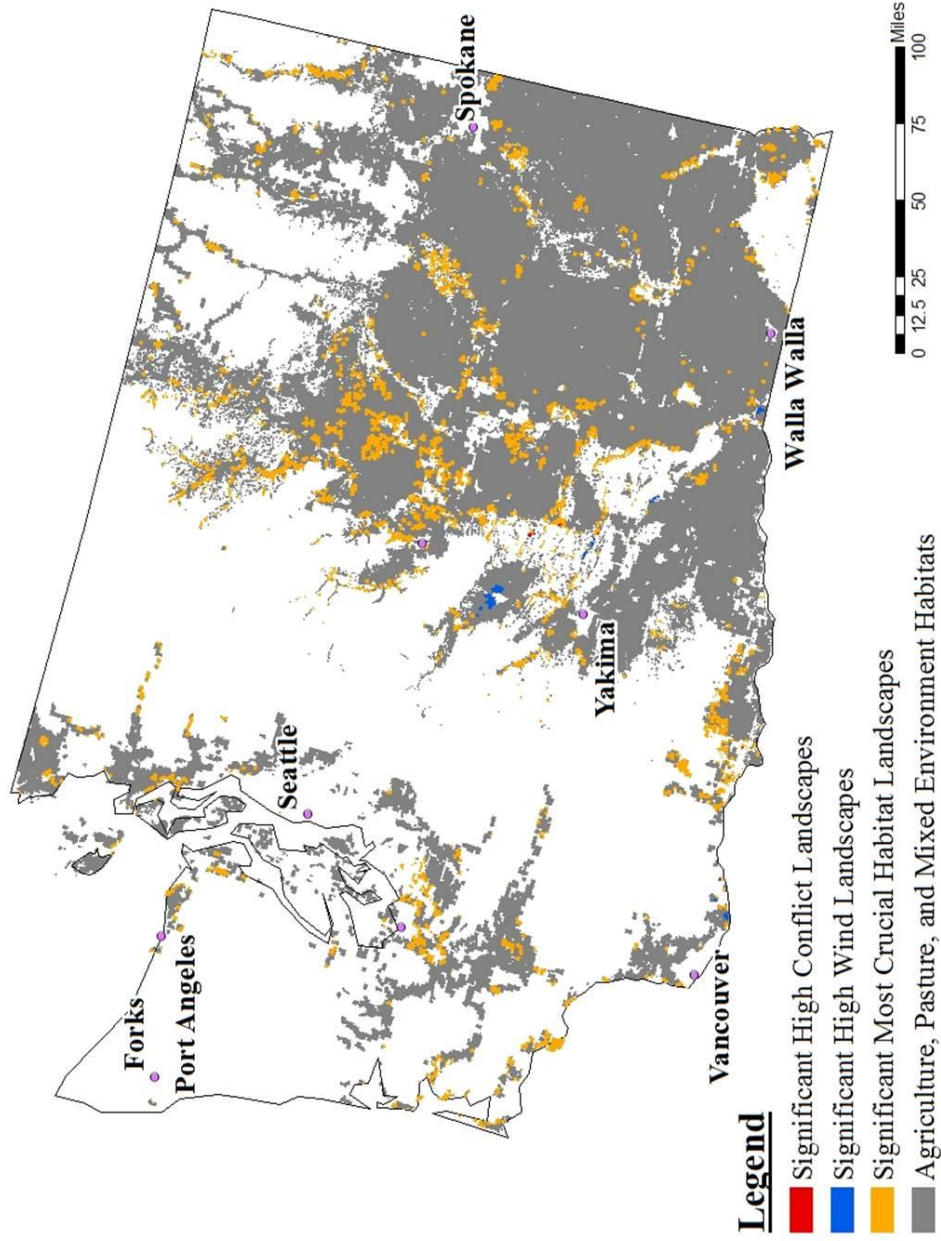 Forks
Port Angeles
Seattle
Spokane
Yakima
Vancouver
Walla Walla
Legend
Significant High Conflict Landscapes
Significant High Wind Landscapes
Significant Most Crucial Habitat Landscapes
Agriculture, Pasture, and Mixed Environment Habitats
0 12.5 25 50 75 100
Miles